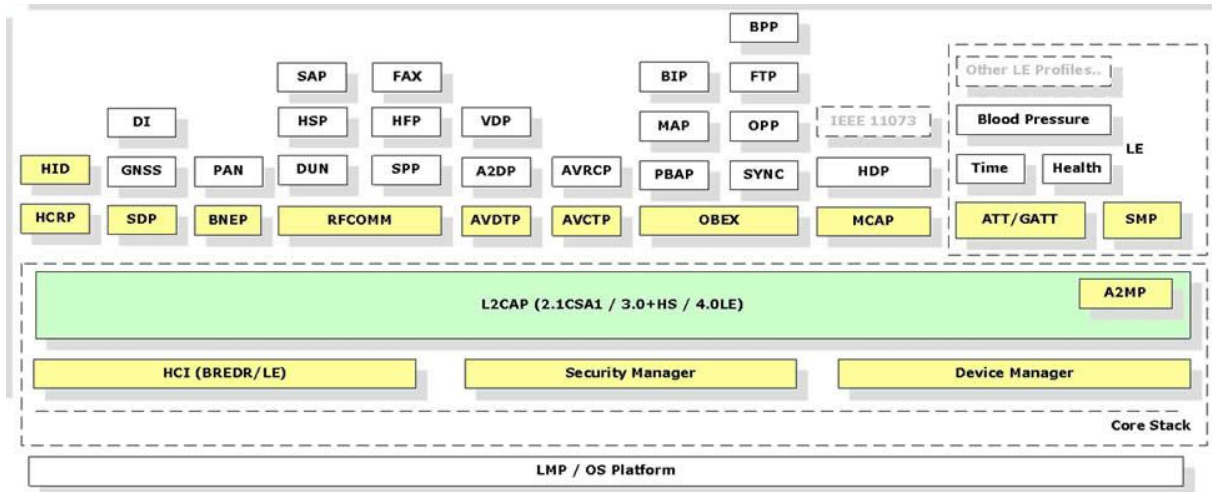 BPP
SAP FAX BIP FTP Other LE Profiles..
DI HSP HFP VDP MAP OPP IEEE 11073 Blood Pressure
LE
HID GNSS PAN DUN SPP A2DP AVRCP PBAP SYNC HDP Time Health
HCRP SDP BNEP RFCOMM AVDTP AVCTP OBEX MCAP ATT/GATT SMP
A2MP
L2CAP (2.1CSA1 / 3.0+HS / 4.0LE)
HCI (BREDR/LE) Security Manager Device Manager
Core Stack
LMP / OS Platform